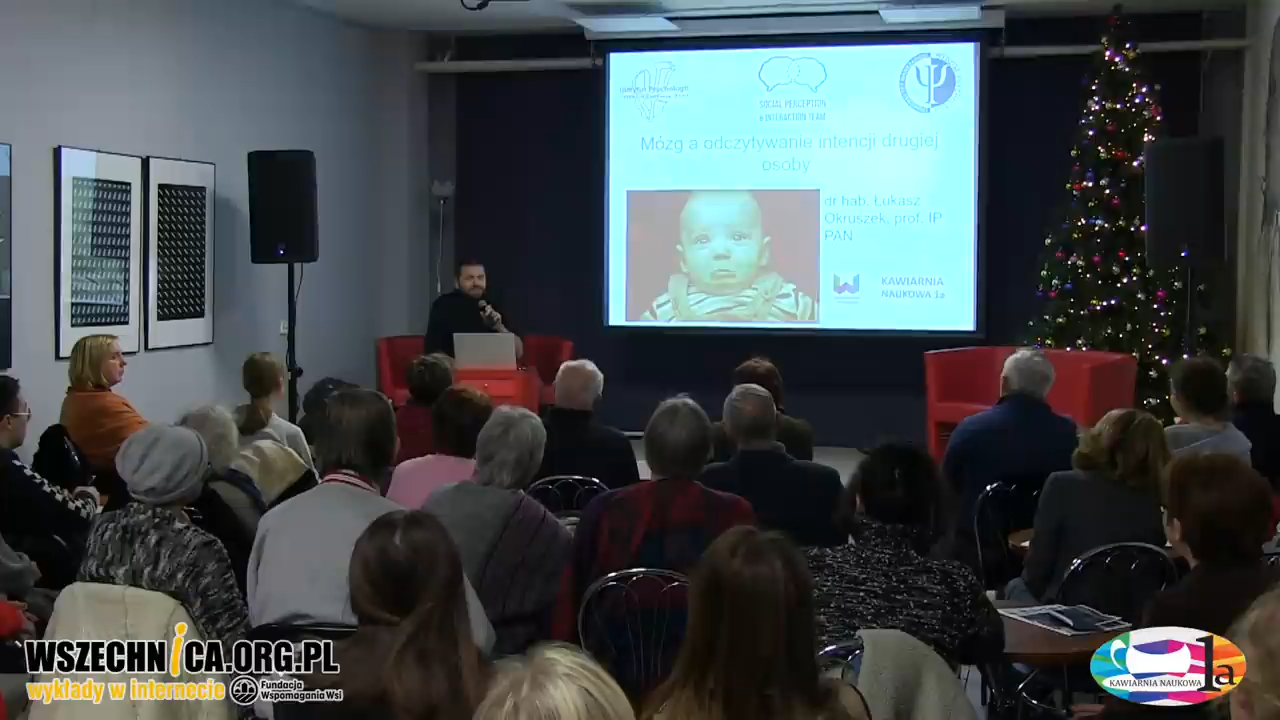 Instytut Psychologii
SOCIAL PERCEPTION
& INTERACTION TEAM
Mózg a odczytywanie intencji drugiej
osoby
dr hab. Łukasz
Okruszek, prof. IP
PAN
KAWIARNIA
NAUKOWA 1a
WSZECHNiCA.ORG.PL
wykłady w internecie
Fundacja
Wspomagania Wsi
KAWIARNIA NAUKOWA
1a